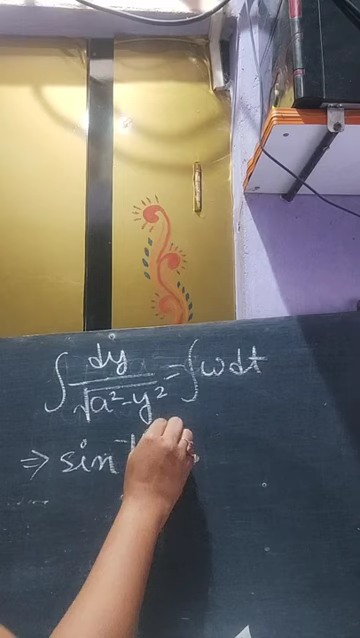 ∫ dy / √(a² - y²) = ∫ ω dt
⇒ sin⁻¹